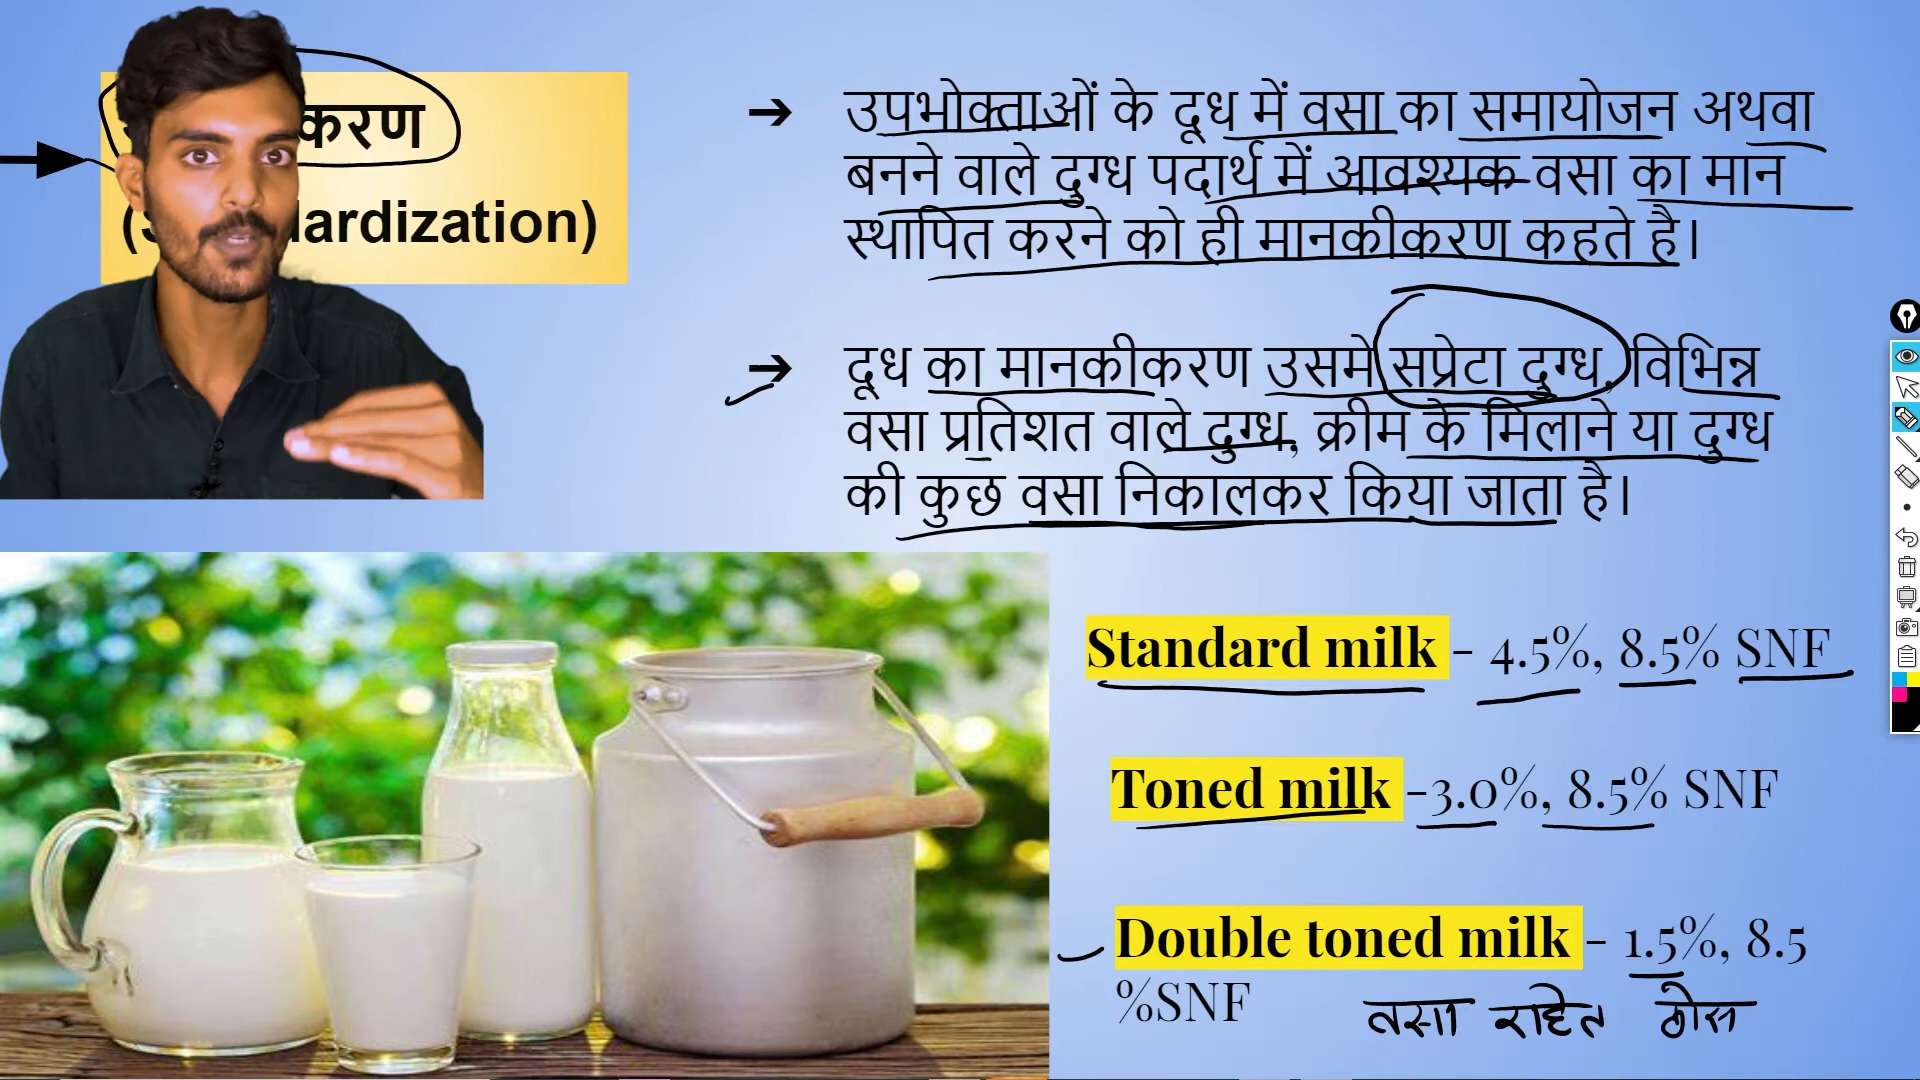 करण
ardization)
➔ उपभोक्ताओं के दूध में वसा का समायोजन अथवा
बनने वाले दुग्ध पदार्थ में आवश्यक वसा का मान
स्थापित करने को ही मानकीकरण कहते है।
➔ दूध का मानकीकरण उसमे सप्रेटा दुग्ध, विभिन्न
वसा प्रतिशत वाले दुग्ध, क्रीम के मिलाने या दुग्ध
की कुछ वसा निकालकर किया जाता है।
Standard milk - 4.5%, 8.5% SNF
Toned milk -3.0%, 8.5% SNF
Double toned milk - 1.5%, 8.5
%SNF
वसा रहित ठोस